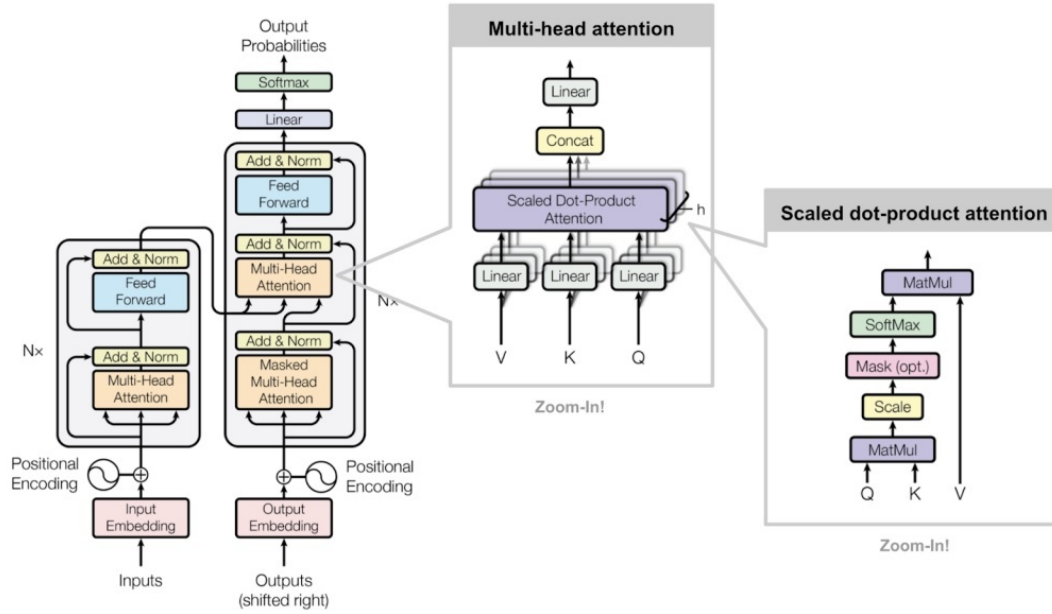 Output
Probabilities
Softmax
Linear
Add & Norm
Feed
Forward
Add & Norm
Multi-Head
Attention
Add & Norm
Masked
Multi-Head
Attention
Nx
Positional
Encoding
Output
Embedding
Outputs
(shifted right)
Add & Norm
Feed
Forward
Add & Norm
Multi-Head
Attention
Nx
Positional
Encoding
Input
Embedding
Inputs
Multi-head attention
Linear
Concat
Scaled Dot-Product
Attention
h
Linear
Linear
Linear
V
K
Q
Zoom-In!
Scaled dot-product attention
MatMul
SoftMax
Mask (opt.)
Scale
MatMul
Q
K
V
Zoom-In!